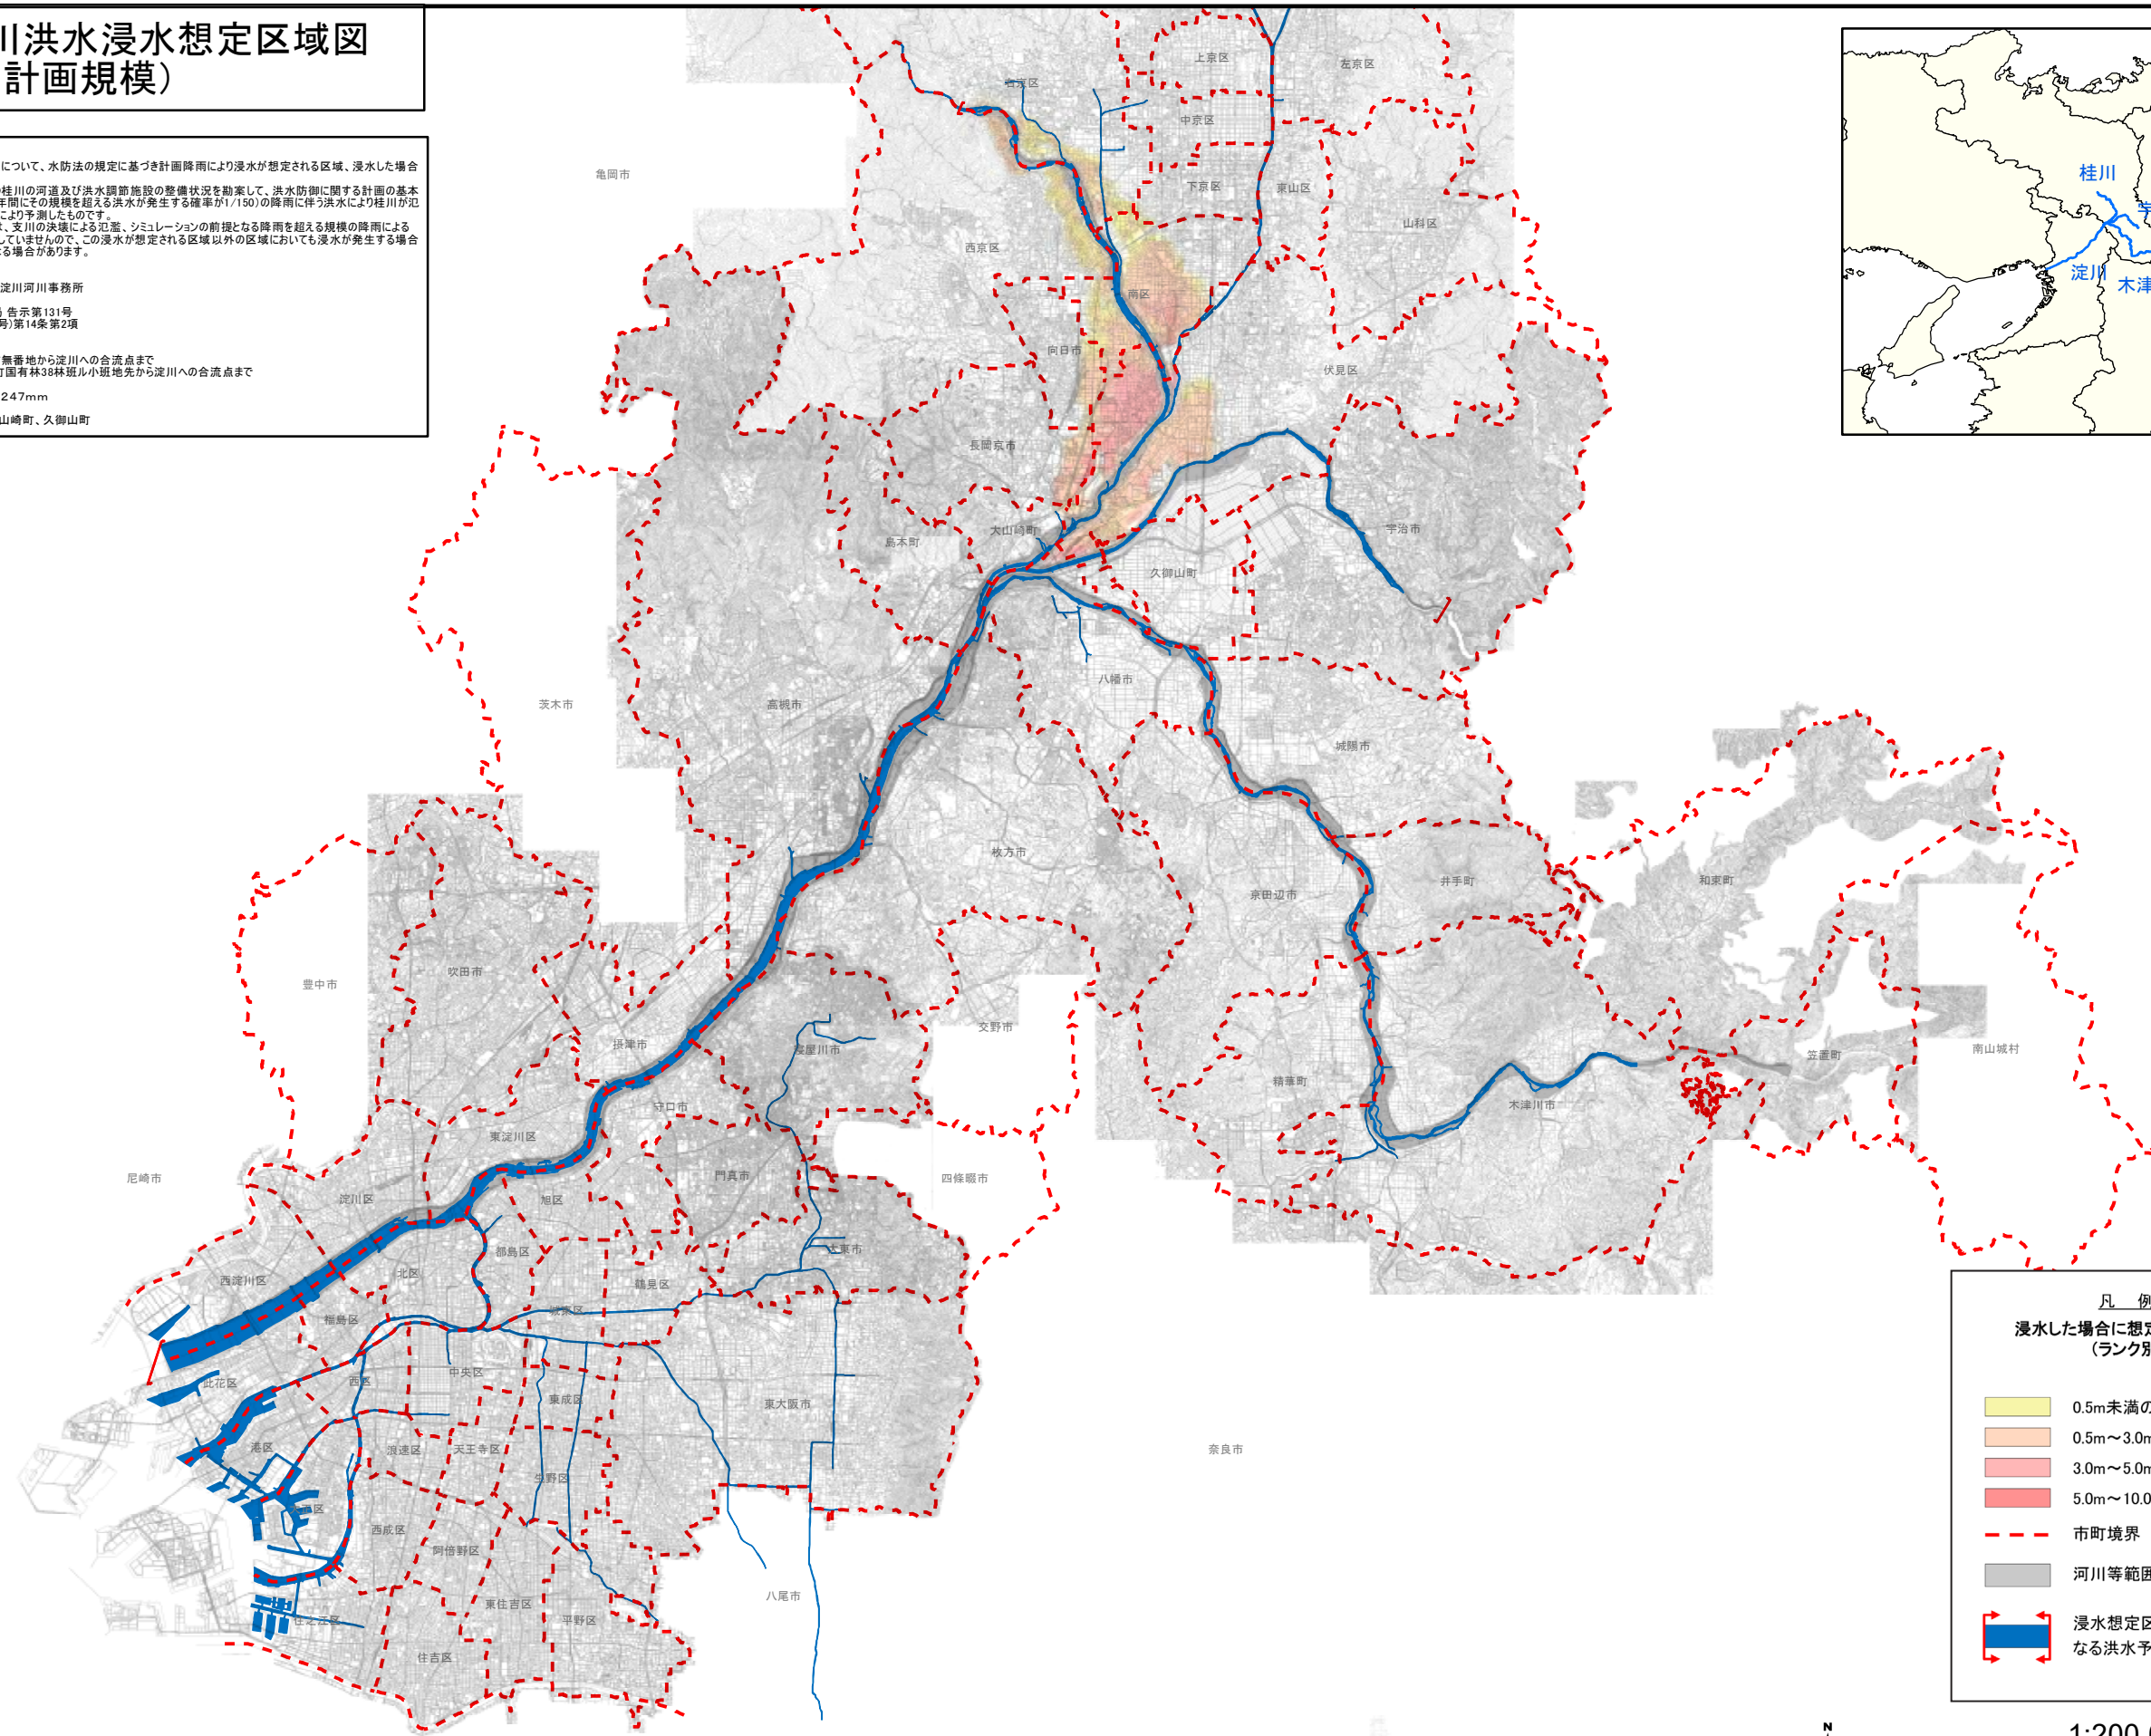 川洪水浸水想定区域図
計画規模）
について、水防法の規定に基づき計画降雨により浸水が想定される区域、浸水した場合
桂川の河道及び洪水調節施設の整備状況を勘案して、洪水防御に関する計画の基本
年間にその規模を超える洪水が発生する確率が1/150)の降雨に伴う洪水により桂川が氾
により予測したものです。
、支川の決壊による氾濫、シミュレーションの前提となる降雨を超える規模の降雨による
していませんので、この浸水が想定される区域以外の区域においても浸水が発生する場合
る場合があります。
淀川河川事務所
告示第131号
号)第14条第2項
無番地から淀川への合流点まで
国有林38林班ル小班地先から淀川への合流点まで
247mm
山崎町、久御山町
桂川
淀川
木津
上京区
左京区
右京区
中京区
亀岡市
下京区
東山区
山科区
西京区
南区
向日市
伏見区
長岡京市
大山崎町
宇治市
島本町
久御山町
八幡市
茨木市
高槻市
城陽市
枚方市
京田辺市
井手町
和束町
吹田市
豊中市
交野市
摂津市
寝屋川市
笠置町
南山城村
精華町
木津川市
守口市
東淀川区
門真市
四條畷市
尼崎市
淀川区
旭区
都島区
大東市
西淀川区
北区
鶴見区
城東区
福島区
中央区
此花区
西区
東成区
東大阪市
港区
浪速区
天王寺区
奈良市
生野区
大正区
西成区
阿倍野区
八尾市
東住吉区
住之江区
平野区
住吉区
凡 例
浸水した場合に想定
（ランク別
0.5m未満の
0.5m～3.0m
3.0m～5.0m
5.0m～10.0
市町境界
河川等範囲
浸水想定区
なる洪水予
N
1:200,